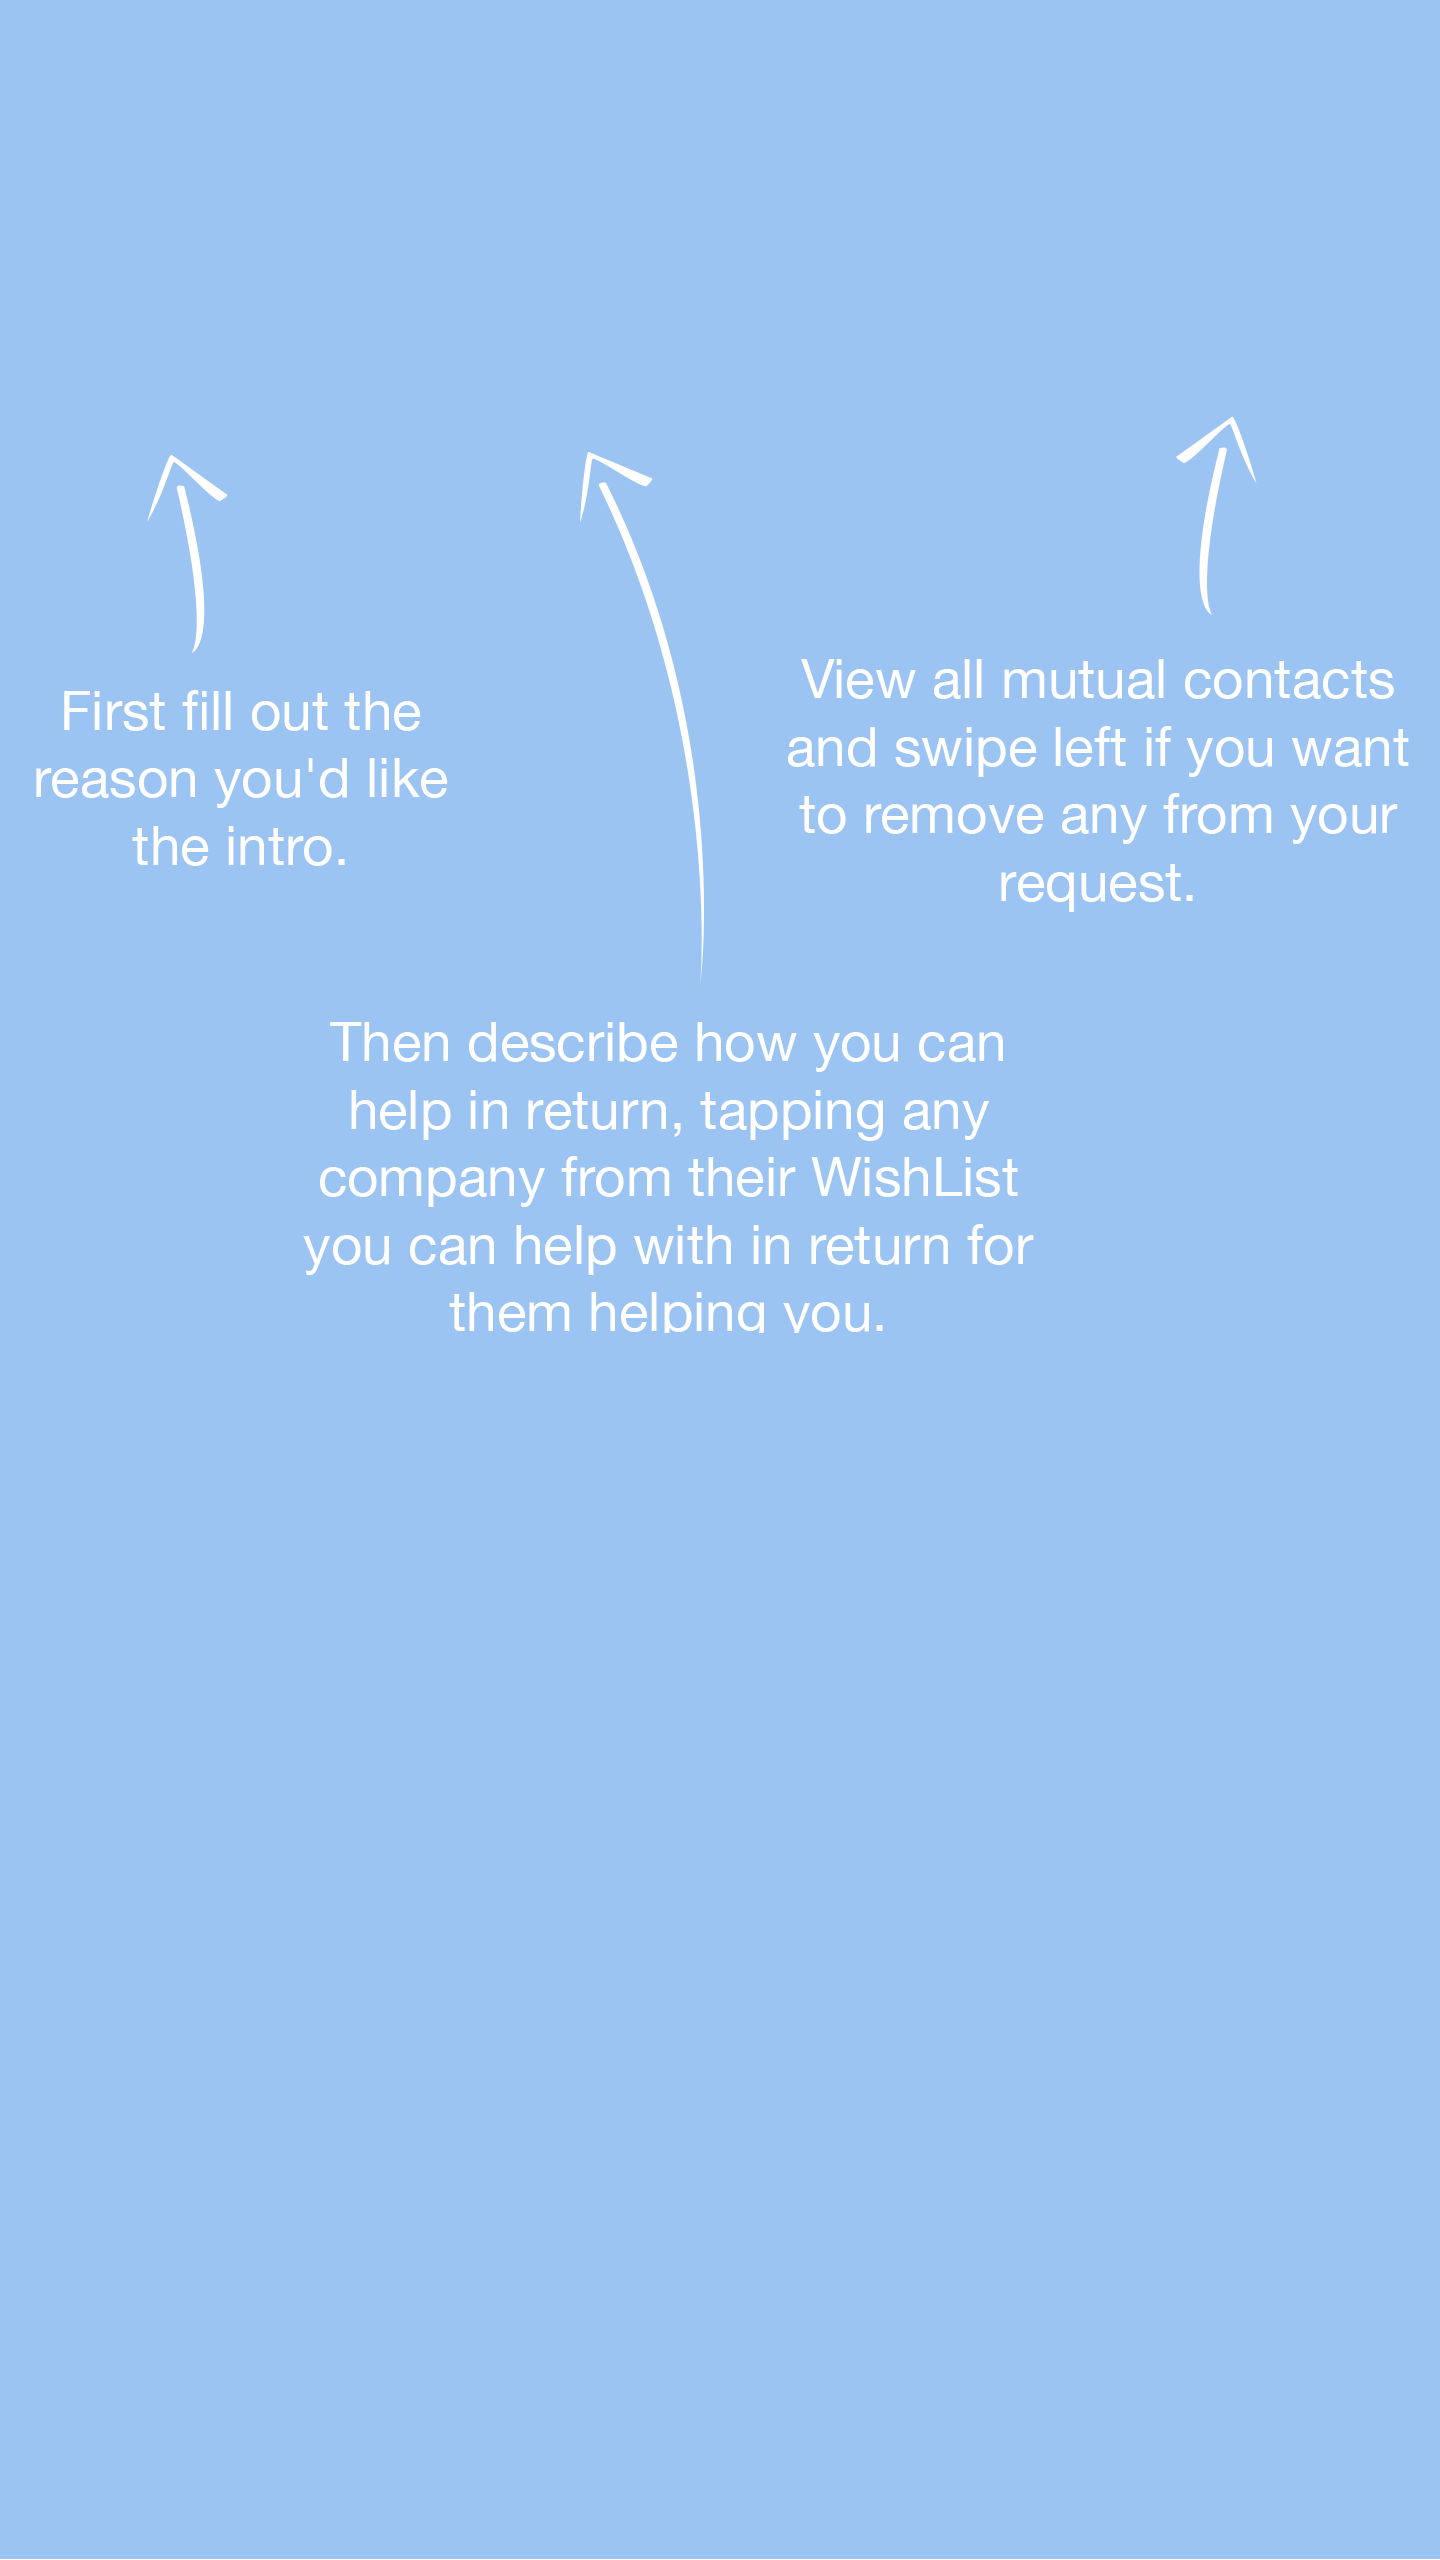 First fill out the
reason you'd like
the intro.
View all mutual contacts
and swipe left if you want
to remove any from your
request.
Then describe how you can
help in return, tapping any
company from their WishList
you can help with in return for
them helping you.